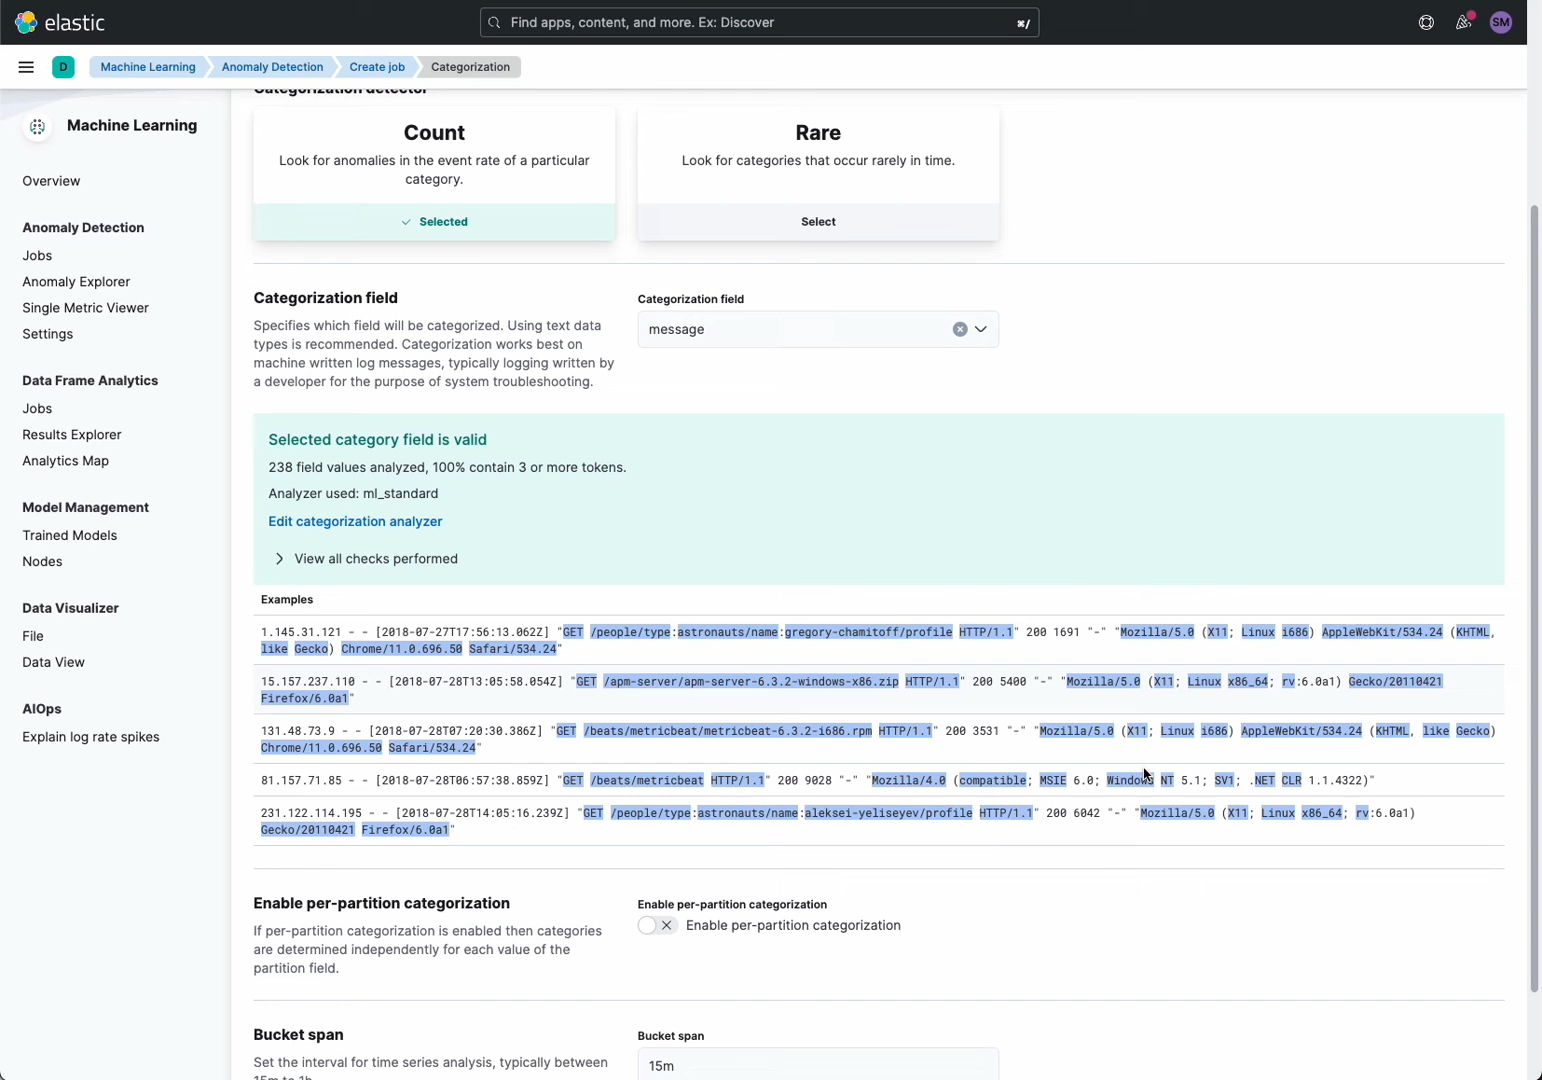 elastic
Find apps, content, and more. Ex: Discover
⌘/
SM
D
Machine Learning
Anomaly Detection
Create job
Categorization
Machine Learning
Overview
Anomaly Detection
Jobs
Anomaly Explorer
Single Metric Viewer
Settings
Data Frame Analytics
Jobs
Results Explorer
Analytics Map
Model Management
Trained Models
Nodes
Data Visualizer
File
Data View
AIOps
Explain log rate spikes
Categorization detector
Count
Look for anomalies in the event rate of a particular
category.
Selected
Rare
Look for categories that occur rarely in time.
Select
Categorization field
Specifies which field will be categorized. Using text data
types is recommended. Categorization works best on
machine written log messages, typically logging written by
a developer for the purpose of system troubleshooting.
Categorization field
message
Selected category field is valid
238 field values analyzed, 100% contain 3 or more tokens.
Analyzer used: ml_standard
Edit categorization analyzer
View all checks performed
Examples
1.145.31.121 - - [2018-07-27T17:56:13.062Z] "GET /people/type:astronauts/name:gregory-chamitoff/profile HTTP/1.1" 200 1691 "-" "Mozilla/5.0 (X11; Linux i686) AppleWebKit/534.24 (KHTML,
like Gecko) Chrome/11.0.696.50 Safari/534.24"
15.157.237.110 - - [2018-07-28T13:05:58.054Z] "GET /apm-server/apm-server-6.3.2-windows-x86.zip HTTP/1.1" 200 5400 "-" "Mozilla/5.0 (X11; Linux x86_64; rv:6.0a1) Gecko/20110421
Firefox/6.0a1"
131.48.73.9 - - [2018-07-28T07:20:30.386Z] "GET /beats/metricbeat/metricbeat-6.3.2-i686.rpm HTTP/1.1" 200 3531 "-" "Mozilla/5.0 (X11; Linux i686) AppleWebKit/534.24 (KHTML, like Gecko)
Chrome/11.0.696.50 Safari/534.24"
81.157.71.85 - - [2018-07-28T06:57:38.859Z] "GET /beats/metricbeat HTTP/1.1" 200 9028 "-" "Mozilla/4.0 (compatible; MSIE 6.0; Windows NT 5.1; SV1; .NET CLR 1.1.4322)"
231.122.114.195 - - [2018-07-28T14:05:16.239Z] "GET /people/type:astronauts/name:aleksei-yeliseyev/profile HTTP/1.1" 200 6042 "-" "Mozilla/5.0 (X11; Linux x86_64; rv:6.0a1)
Gecko/20110421 Firefox/6.0a1"
Enable per-partition categorization
If per-partition categorization is enabled then categories
are determined independently for each value of the
partition field.
Enable per-partition categorization
Enable per-partition categorization
Bucket span
Set the interval for time series analysis, typically between
15m to 1h.
Bucket span
15m